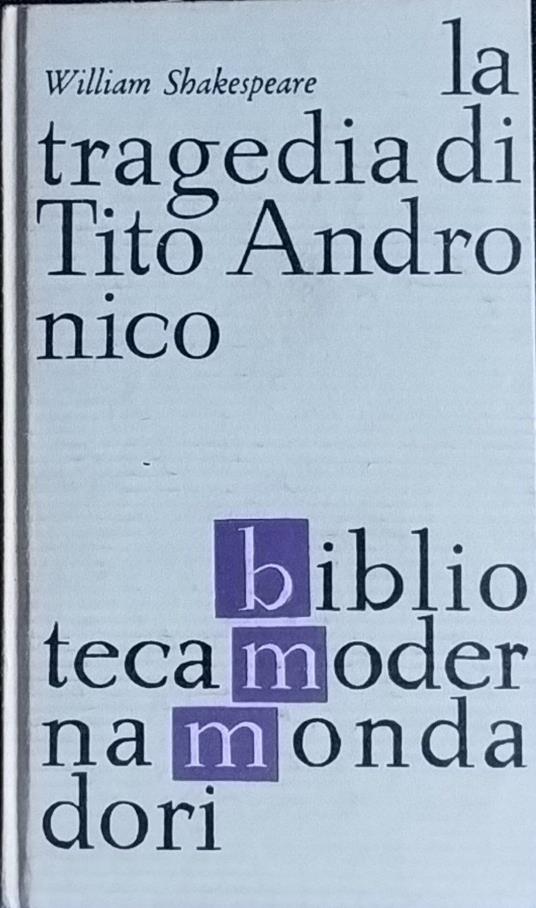 William Shakespeare la
tragedia di
Tito Andro
nico
biblio
teca moder
na monda
dori